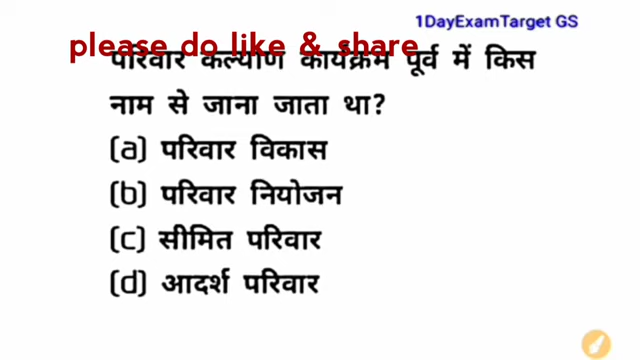 1DayExamTarget GS
please do like & share
परिवार कल्याण कार्यक्रम पूर्व में किस
नाम से जाना जाता था?
(a) परिवार विकास
(b) परिवार नियोजन
(c) सीमित परिवार
(d) आदर्श परिवार